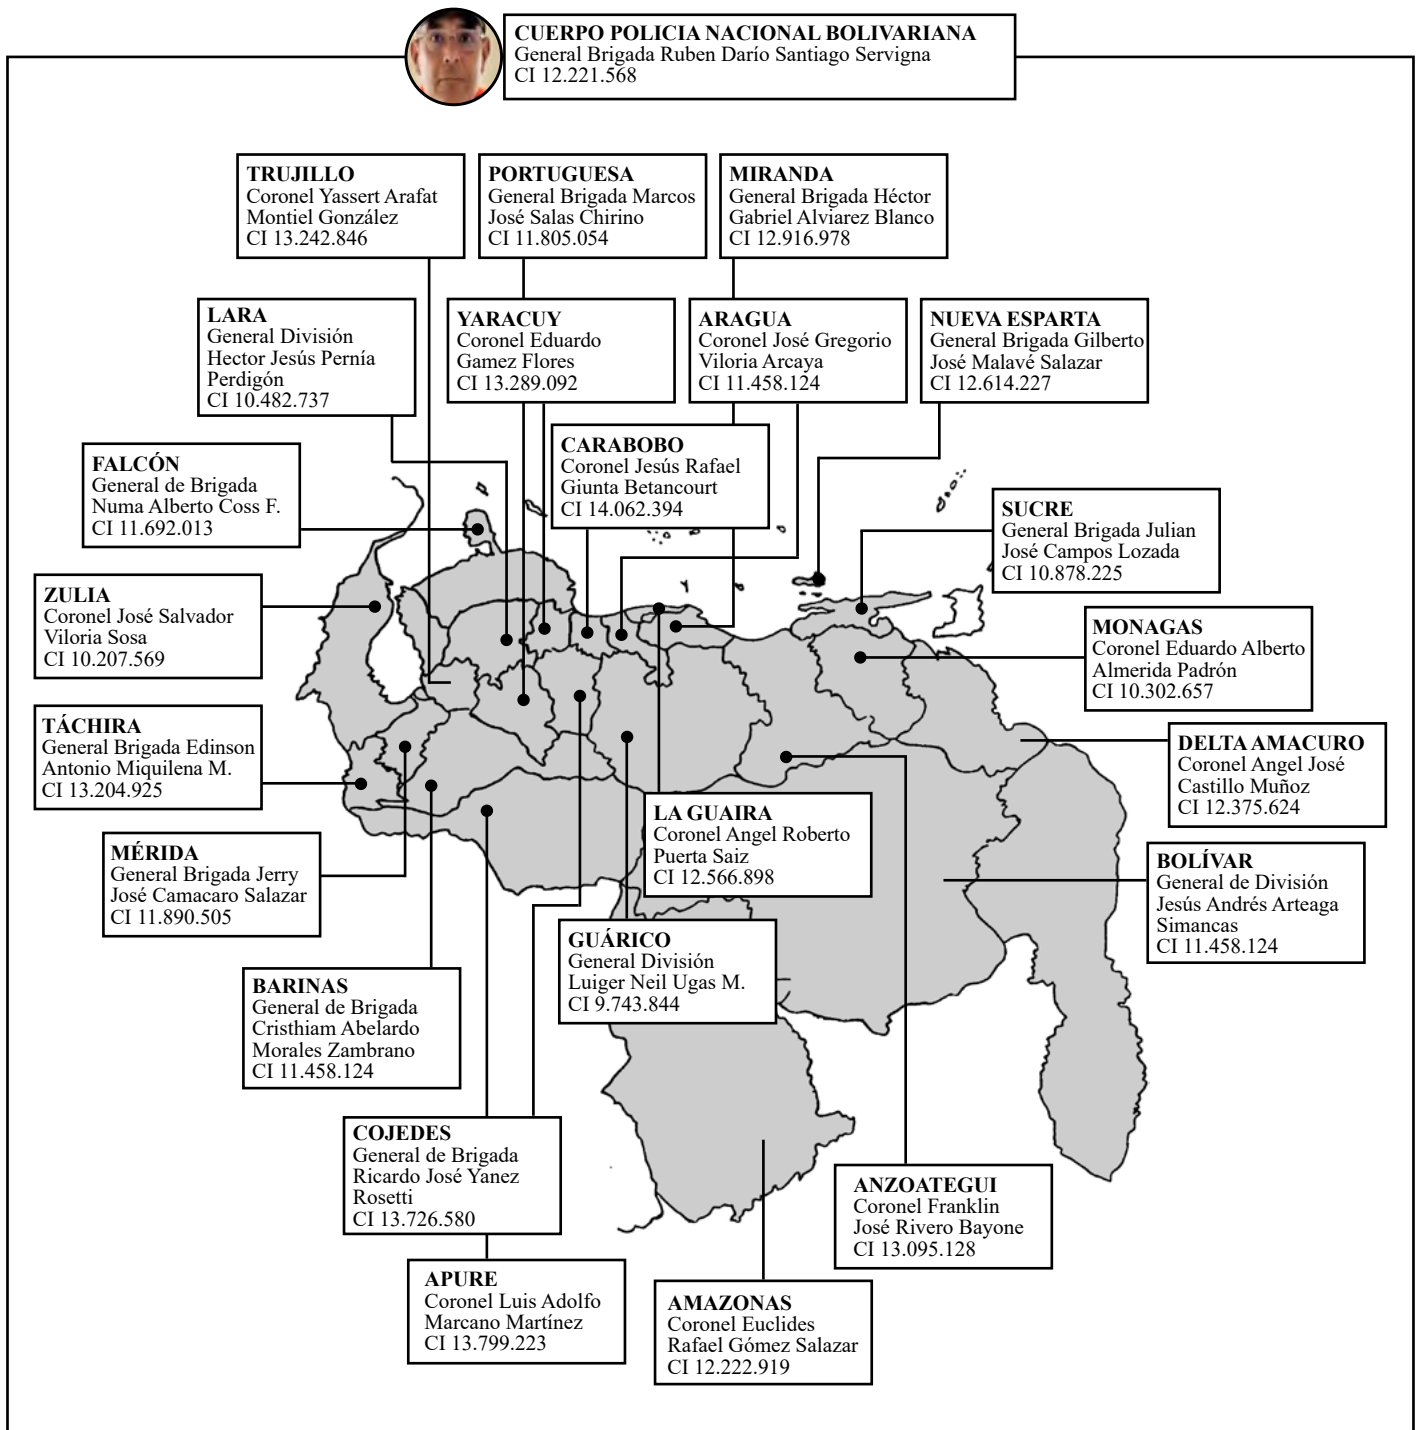 CUERPO POLICIA NACIONAL BOLIVARIANA
General Brigada Ruben Darío Santiago Servigna
CI 12.221.568
TRUJILLO
Coronel Yassert Arafat
Montiel González
CI 13.242.846
PORTUGUESA
General Brigada Marcos
José Salas Chirino
CI 11.805.054
MIRANDA
General Brigada Héctor
Gabriel Alviarez Blanco
CI 12.916.978
LARA
General División
Hector Jesús Pernía
Perdigón
CI 10.482.737
YARACUY
Coronel Eduardo
Gamez Flores
CI 13.289.092
ARAGUA
Coronel José Gregorio
Viloria Arcaya
CI 11.458.124
NUEVA ESPARTA
General Brigada Gilberto
José Malavé Salazar
CI 12.614.227
FALCÓN
General de Brigada
Numa Alberto Coss F.
CI 11.692.013
CARABOBO
Coronel Jesús Rafael
Giunta Betancourt
CI 14.062.394
SUCRE
General Brigada Julian
José Campos Lozada
CI 10.878.225
ZULIA
Coronel José Salvador
Viloria Sosa
CI 10.207.569
MONAGAS
Coronel Eduardo Alberto
Almerida Padrón
CI 10.302.657
TÁCHIRA
General Brigada Edinson
Antonio Miquilena M.
CI 13.204.925
DELTA AMACURO
Coronel Angel José
Castillo Muñoz
CI 12.375.624
LA GUAIRA
Coronel Angel Roberto
Puerta Saiz
CI 12.566.898
MÉRIDA
General Brigada Jerry
José Camacaro Salazar
CI 11.890.505
BOLÍVAR
General de División
Jesús Andrés Arteaga
Simancas
CI 11.458.124
GUÁRICO
General División
Luiger Neil Ugas M.
CI 9.743.844
BARINAS
General de Brigada
Cristhiam Abelardo
Morales Zambrano
CI 11.458.124
COJEDES
General de Brigada
Ricardo José Yanez
Rosetti
CI 13.726.580
ANZOATEGUI
Coronel Franklin
José Rivero Bayone
CI 13.095.128
APURE
Coronel Luis Adolfo
Marcano Martínez
CI 13.799.223
AMAZONAS
Coronel Euclides
Rafael Gómez Salazar
CI 12.222.919